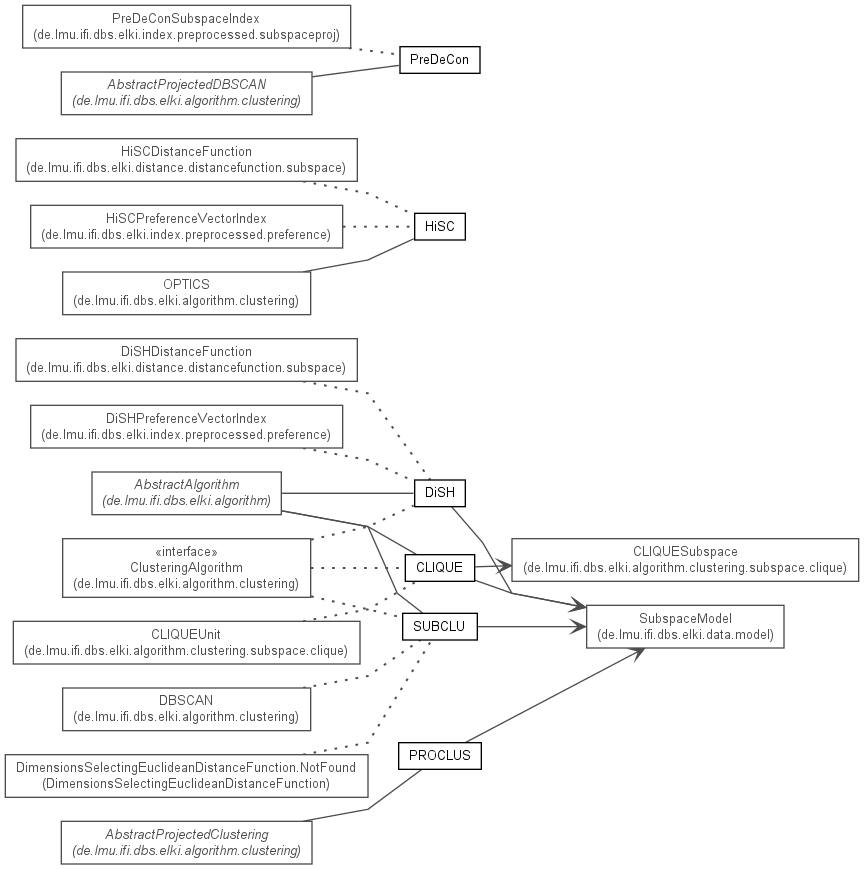 PreDeConSubspaceIndex
(de.lmu.ifi.dbs.elki.index.preprocessed.subspaceproj)
PreDeCon
AbstractProjectedDBSCAN
(de.lmu.ifi.dbs.elki.algorithm.clustering)
HiSCDistanceFunction
(de.lmu.ifi.dbs.elki.distance.distancefunction.subspace)
HiSCPreferenceVectorIndex
(de.lmu.ifi.dbs.elki.index.preprocessed.preference)
HiSC
OPTICS
(de.lmu.ifi.dbs.elki.algorithm.clustering)
DiSHDistanceFunction
(de.lmu.ifi.dbs.elki.distance.distancefunction.subspace)
DiSHPreferenceVectorIndex
(de.lmu.ifi.dbs.elki.index.preprocessed.preference)
AbstractAlgorithm
(de.lmu.ifi.dbs.elki.algorithm)
DiSH
«interface»
ClusteringAlgorithm
(de.lmu.ifi.dbs.elki.algorithm.clustering)
CLIQUE
CLIQUESubspace
(de.lmu.ifi.dbs.elki.algorithm.clustering.subspace.clique)
CLIQUEUnit
(de.lmu.ifi.dbs.elki.algorithm.clustering.subspace.clique)
SUBCLU
SubspaceModel
(de.lmu.ifi.dbs.elki.data.model)
DBSCAN
(de.lmu.ifi.dbs.elki.algorithm.clustering)
DimensionsSelectingEuclideanDistanceFunction.NotFound
(DimensionsSelectingEuclideanDistanceFunction)
PROCLUS
AbstractProjectedClustering
(de.lmu.ifi.dbs.elki.algorithm.clustering)